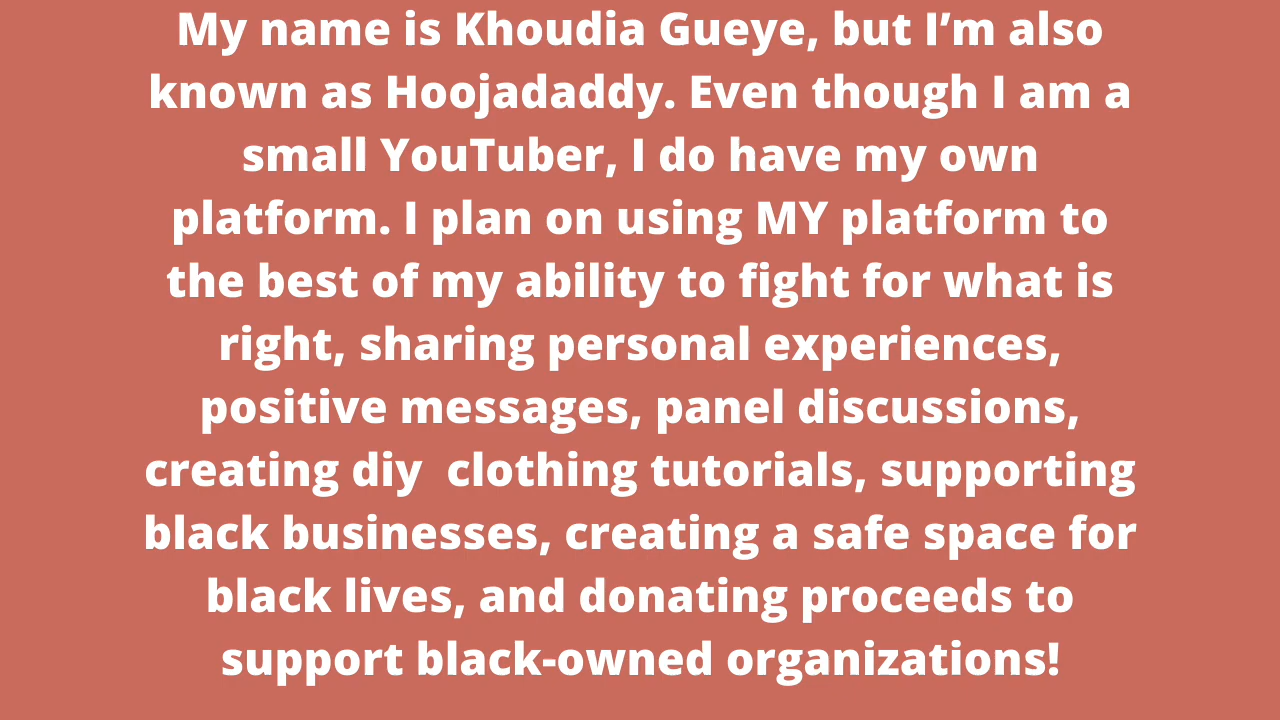 My name is Khoudia Gueye, but I’m also
known as Hoojadaddy. Even though I am a
small YouTuber, I do have my own
platform. I plan on using MY platform to
the best of my ability to fight for what is
right, sharing personal experiences,
positive messages, panel discussions,
creating diy  clothing tutorials, supporting
black businesses, creating a safe space for
black lives, and donating proceeds to
support black-owned organizations!